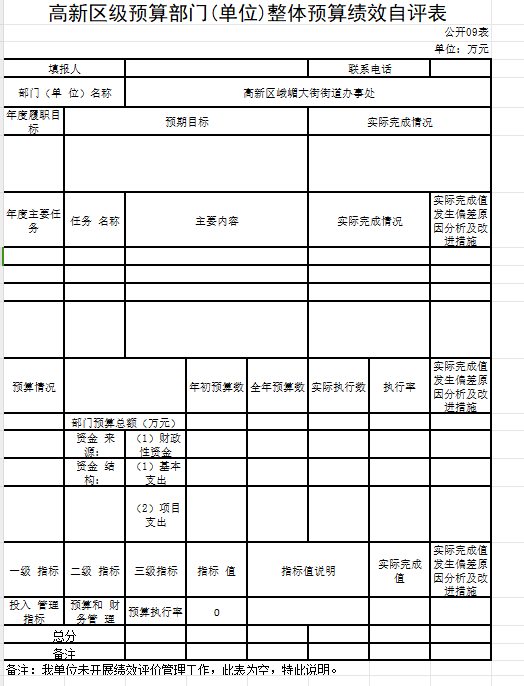 高新区级预算部门(单位)整体预算绩效自评表
公开09表
单位：万元
填报人 联系电话
部门（单 位）名称 高新区峨嵋大街街道办事处
年度履职目
标 预期目标 实际完成情况
年度主要任
务 任务 名称 主要内容 实际完成情况 实际完成值
发生偏差原
因分析及改
进措施
预算情况 年初预算数 全年预算数 实际执行数 执行率 实际完成值
发生偏差原
因分析及改
进措施
部门预算总额（万元）
资金 来
源： （1）财政
性资金
资金 结
构： （1）基本
支出
（2）项目
支出
一级 指标 二级 指标 三级指标 指标 值 指标值说明 实际完成
值 实际完成值
发生偏差原
因分析及改
进措施
投入 管理
指标 预算和 财
务管 理 预算执行率 0
总分
备注
备注：我单位未开展绩效评价管理工作，此表为空，特此说明。